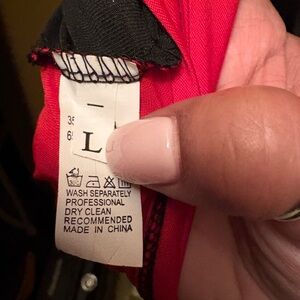 L
WASH SEPARATELY
PROFESSIONAL
DRY CLEAN
RECOMMENDED
MADE IN CHINA